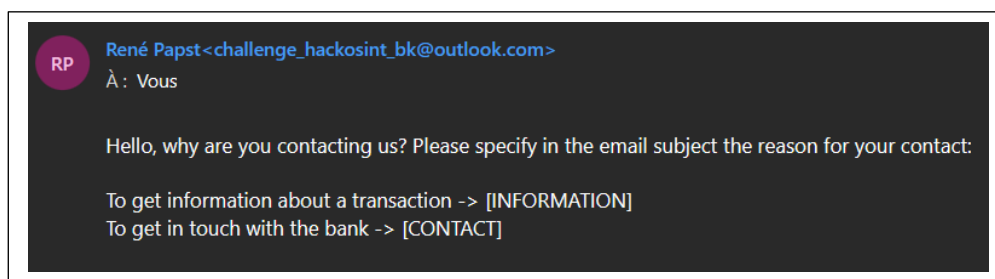 RP
René Papst<challenge_hackosint_bk@outlook.com>
À : Vous
Hello, why are you contacting us? Please specify in the email subject the reason for your contact:
To get information about a transaction -> [INFORMATION]
To get in touch with the bank -> [CONTACT]